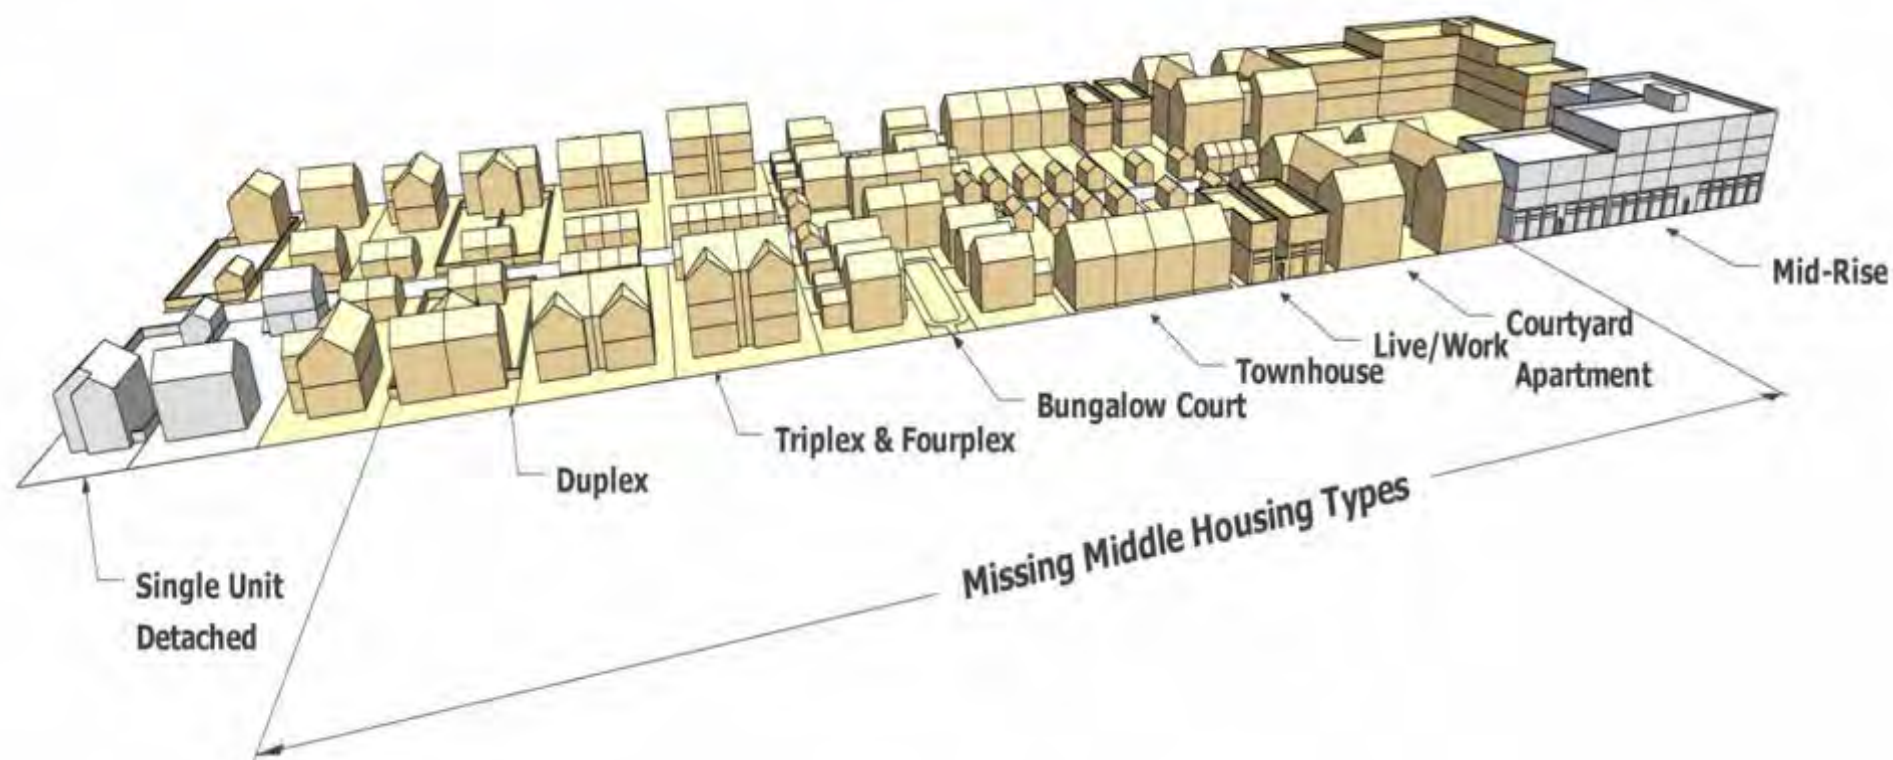 Mid-Rise
Courtyard
Apartment
Live/Work
Townhouse
Bungalow Court
Triplex & Fourplex
Duplex
Missing Middle Housing Types
Single Unit
Detached